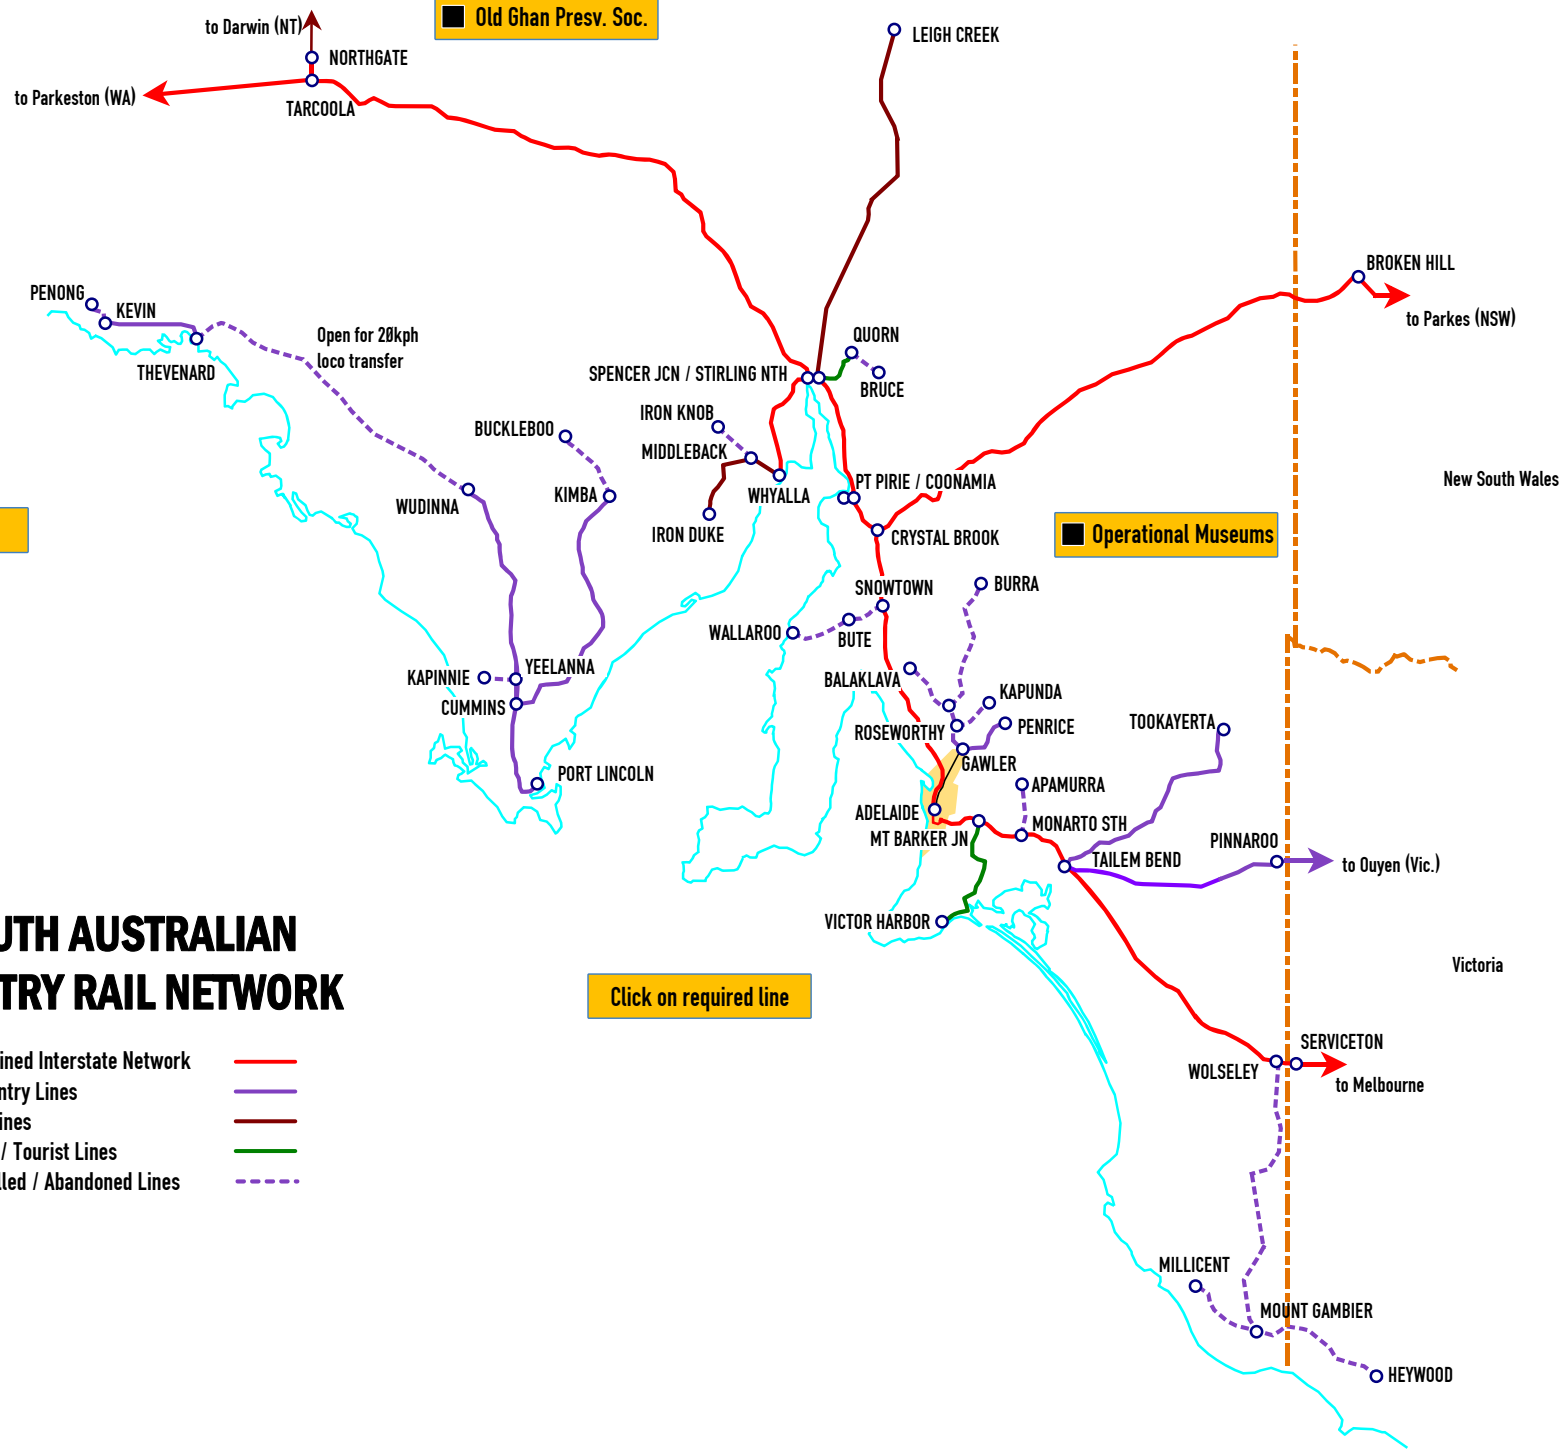 Old Ghan Presv. Soc.
to Darwin (NT)
NORTHGATE
LEIGH CREEK
to Parkeston (WA)
TARCOOLA
BROKEN HILL
to Parkes (NSW)
PENONG
KEVIN
Open for 20kph
loco transfer
THEVENARD
QUORN
SPENCER JCN / STIRLING NTH
BRUCE
IRON KNOB
BUCKLEBOO
MIDDLEBACK
New South Wales
PT PIRIE / COONAMIA
KIMBA
WHYALLA
WUDINNA
IRON DUKE
CRYSTAL BROOK
Operational Museums
SNOWTOWN
BURRA
WALLAROO
BUTE
YEELANNA
KAPINNIE
BALAKLAVA
KAPUNDA
CUMMINS
TOOKAYERTA
ROSEWORTHY
PENRICE
GAWLER
PORT LINCOLN
APAMURRA
ADELAIDE
MONARTO STH
MT BARKER JN
PINNAROO
TAILEM BEND
to Ouyen (Vic.)
VICTOR HARBOR
UTH AUSTRALIAN
TRY RAIL NETWORK
Victoria
Click on required line
SERVICETON
ined Interstate Network
WOLSELEY
to Melbourne
ntry Lines
ines
/ Tourist Lines
lled / Abandoned Lines
MILLICENT
MOUNT GAMBIER
HEYWOOD